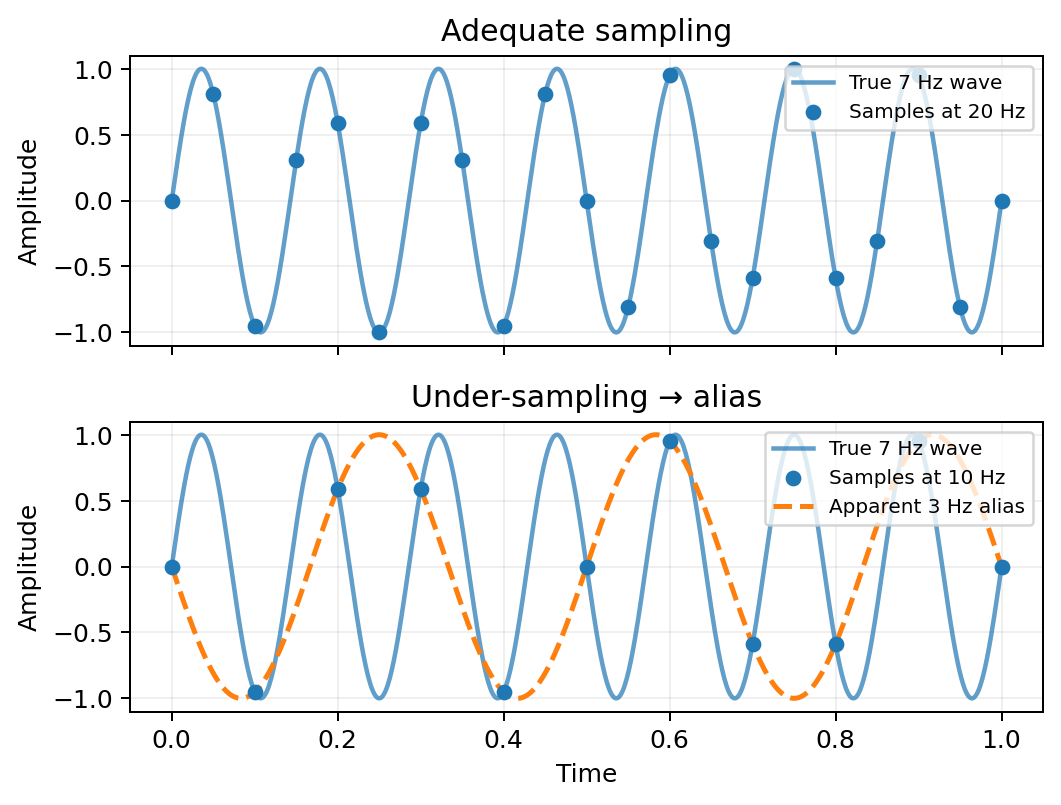 Adequate sampling
1.0
0.5
0.0
−0.5
−1.0
Amplitude
True 7 Hz wave
Samples at 20 Hz
Under-sampling → alias
1.0
0.5
0.0
−0.5
−1.0
Amplitude
True 7 Hz wave
Samples at 10 Hz
Apparent 3 Hz alias
0.0 0.2 0.4 0.6 0.8 1.0
Time